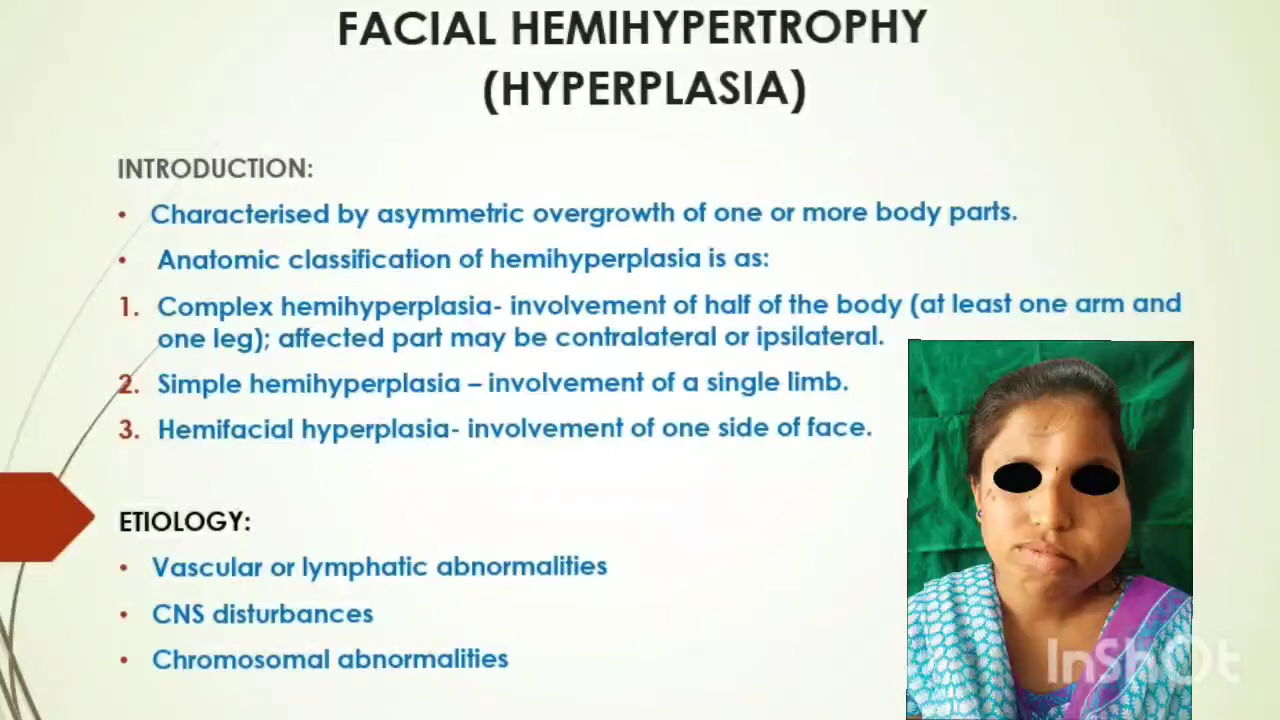 FACIAL HEMIHYPERTROPHY
(HYPERPLASIA)
INTRODUCTION:
• Characterised by asymmetric overgrowth of one or more body parts.
• Anatomic classification of hemihyperplasia is as:
1. Complex hemihyperplasia- involvement of half of the body (at least one arm and
one leg); affected part may be contralateral or ipsilateral.
2. Simple hemihyperplasia – involvement of a single limb.
3. Hemifacial hyperplasia- involvement of one side of face.
ETIOLOGY:
• Vascular or lymphatic abnormalities
• CNS disturbances
• Chromosomal abnormalities
InShOt